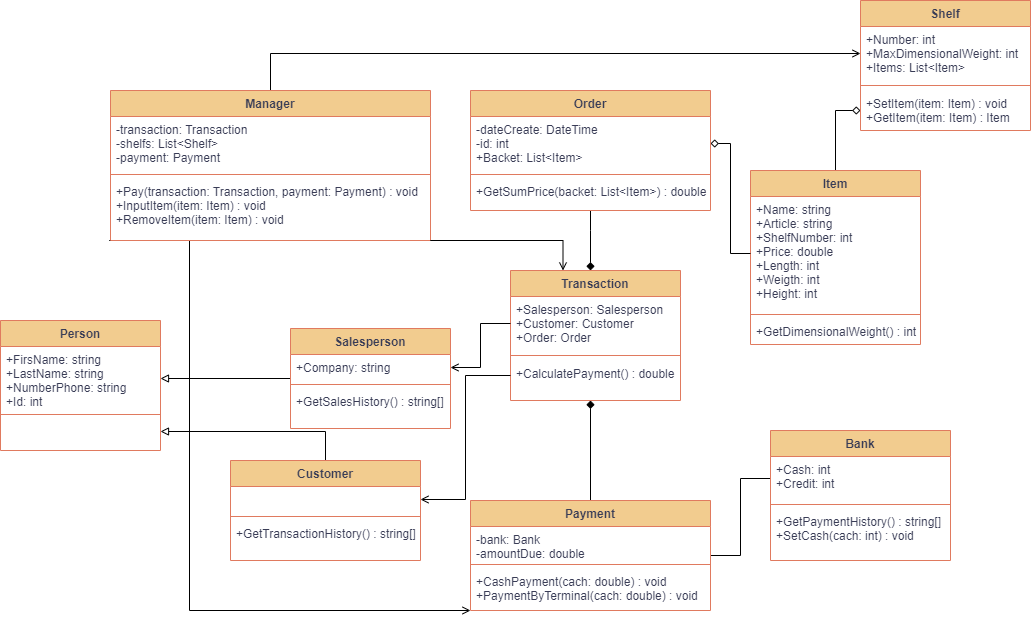 Shelf
+Number: int
+MaxDimensionalWeight: int
+Items: List<Item>
+SetItem(item: Item) : void
+GetItem(item: Item) : Item
Manager
-transaction: Transaction
-shelfs: List<Shelf>
-payment: Payment
+Pay(transaction: Transaction, payment: Payment) : void
+InputItem(item: Item) : void
+RemoveItem(item: Item) : void
Order
-dateCreate: DateTime
-id: int
+Backet: List<Item>
+GetSumPrice(backet: List<Item>) : double
Item
+Name: string
+Article: string
+ShelfNumber: int
+Price: double
+Length: int
+Weigth: int
+Height: int
+GetDimensionalWeight() : int
Transaction
+Salesperson: Salesperson
+Customer: Customer
+Order: Order
+CalculatePayment() : double
Person
+FirsName: string
+LastName: string
+NumberPhone: string
+Id: int
Salesperson
+Company: string
+GetSalesHistory() : string[]
Customer
+GetTransactionHistory() : string[]
Payment
-bank: Bank
-amountDue: double
+CashPayment(cach: double) : void
+PaymentByTerminal(cach: double) : void
Bank
+Cash: int
+Credit: int
+GetPaymentHistory() : string[]
+SetCash(cach: int) : void